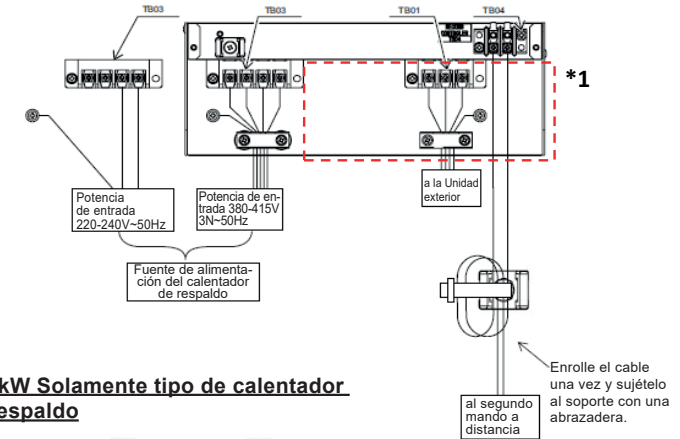 TB03
TB03
TB01
TB04
*1
Potencia
de entrada
220-240V~50Hz
Potencia de en-
trada 380-415V
3N~50Hz
a la Unidad
exterior
Fuente de alimenta-
ción del calentador
de respaldo
Enrolle el cable
una vez y sujételo
al soporte con una
abrazadera.
al segundo
mando a
distancia
kW Solamente tipo de calentador
espaldo